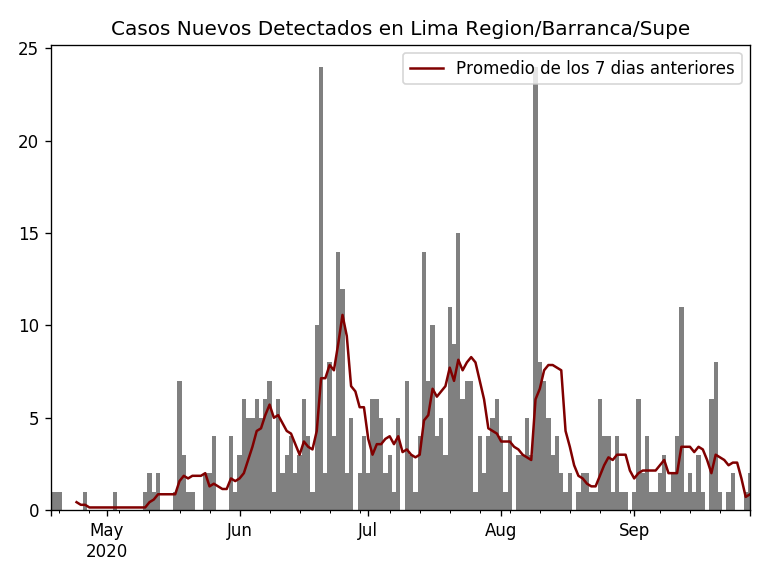 Casos Nuevos Detectados en Lima Region/Barranca/Supe
Promedio de los 7 dias anteriores
25
20
15
10
5
0
May
2020
Jun
Jul
Aug
Sep